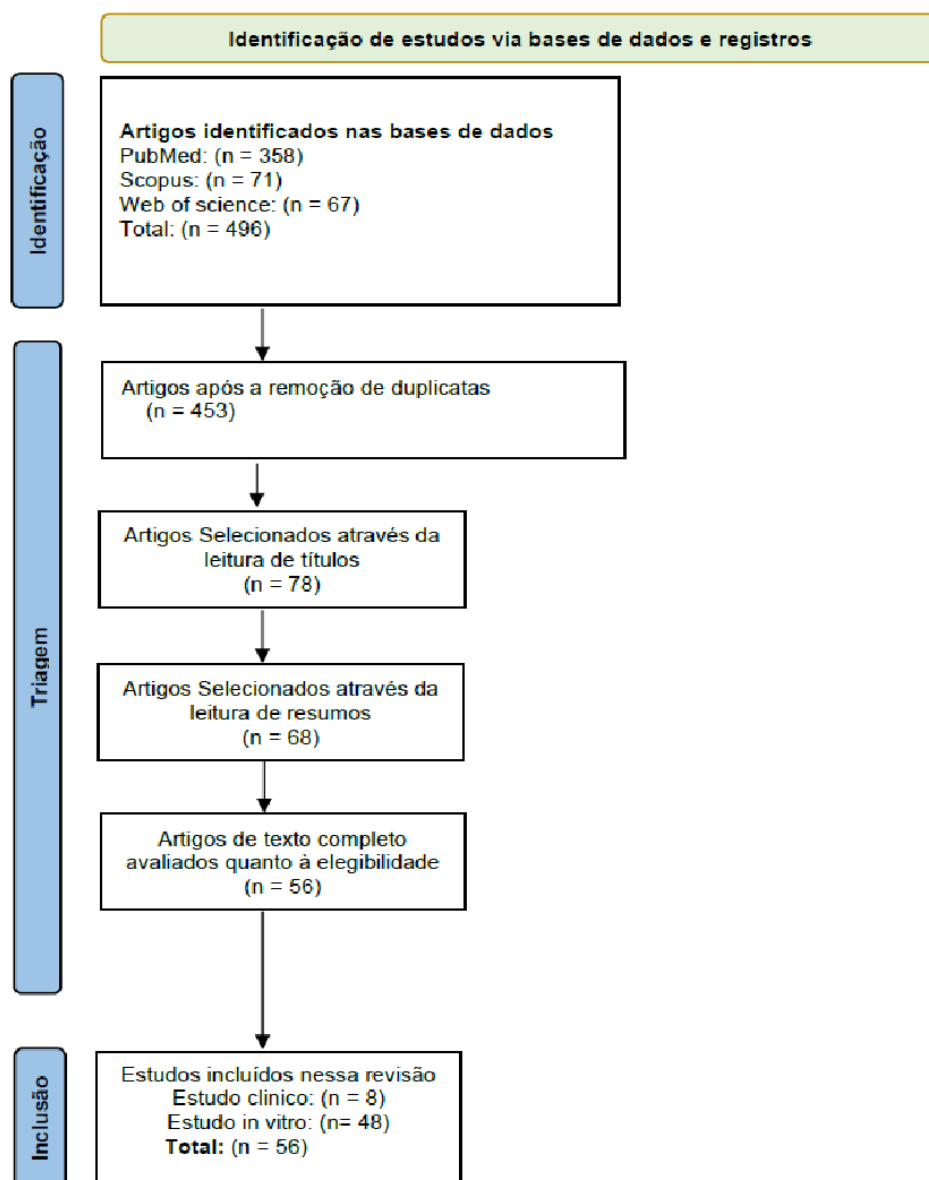 Identificação de estudos via bases de dados e registros
Identificação
Artigos identificados nas bases de dados
PubMed: (n = 358)
Scopus: (n = 71)
Web of science: (n = 67)
Total: (n = 496)
Triagem
Artigos após a remoção de duplicatas
(n = 453)
Artigos Selecionados através da
leitura de títulos
(n = 78)
Artigos Selecionados através da
leitura de resumos
(n = 68)
Artigos de texto completo
avaliados quanto à elegibilidade
(n = 56)
Inclusão
Estudos incluídos nessa revisão
Estudo clinico: (n = 8)
Estudo in vitro: (n= 48)
Total: (n = 56)